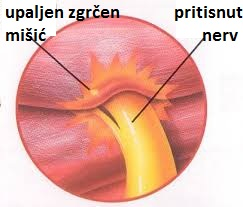 upaljen zgrčen
mišić
pritisnut
nerv